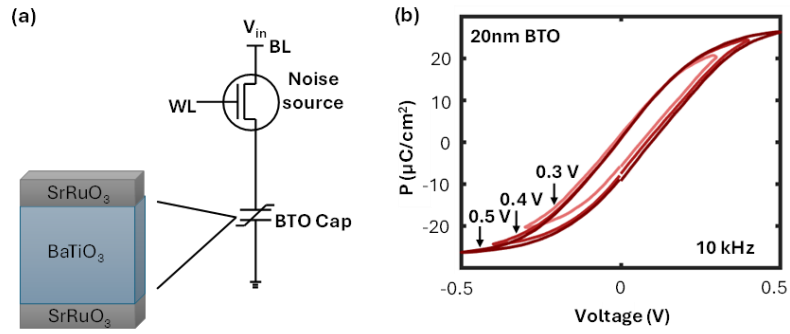 (a)
V_in
BL
Noise
source
WL
SrRuO₃
BaTiO₃
SrRuO₃
BTO Cap
(b)
20nm BTO
P (µC/cm²)
20
10
0
-10
-20
0.3 V
0.4 V
0.5 V
10 kHz
-0.5
0
0.5
Voltage (V)